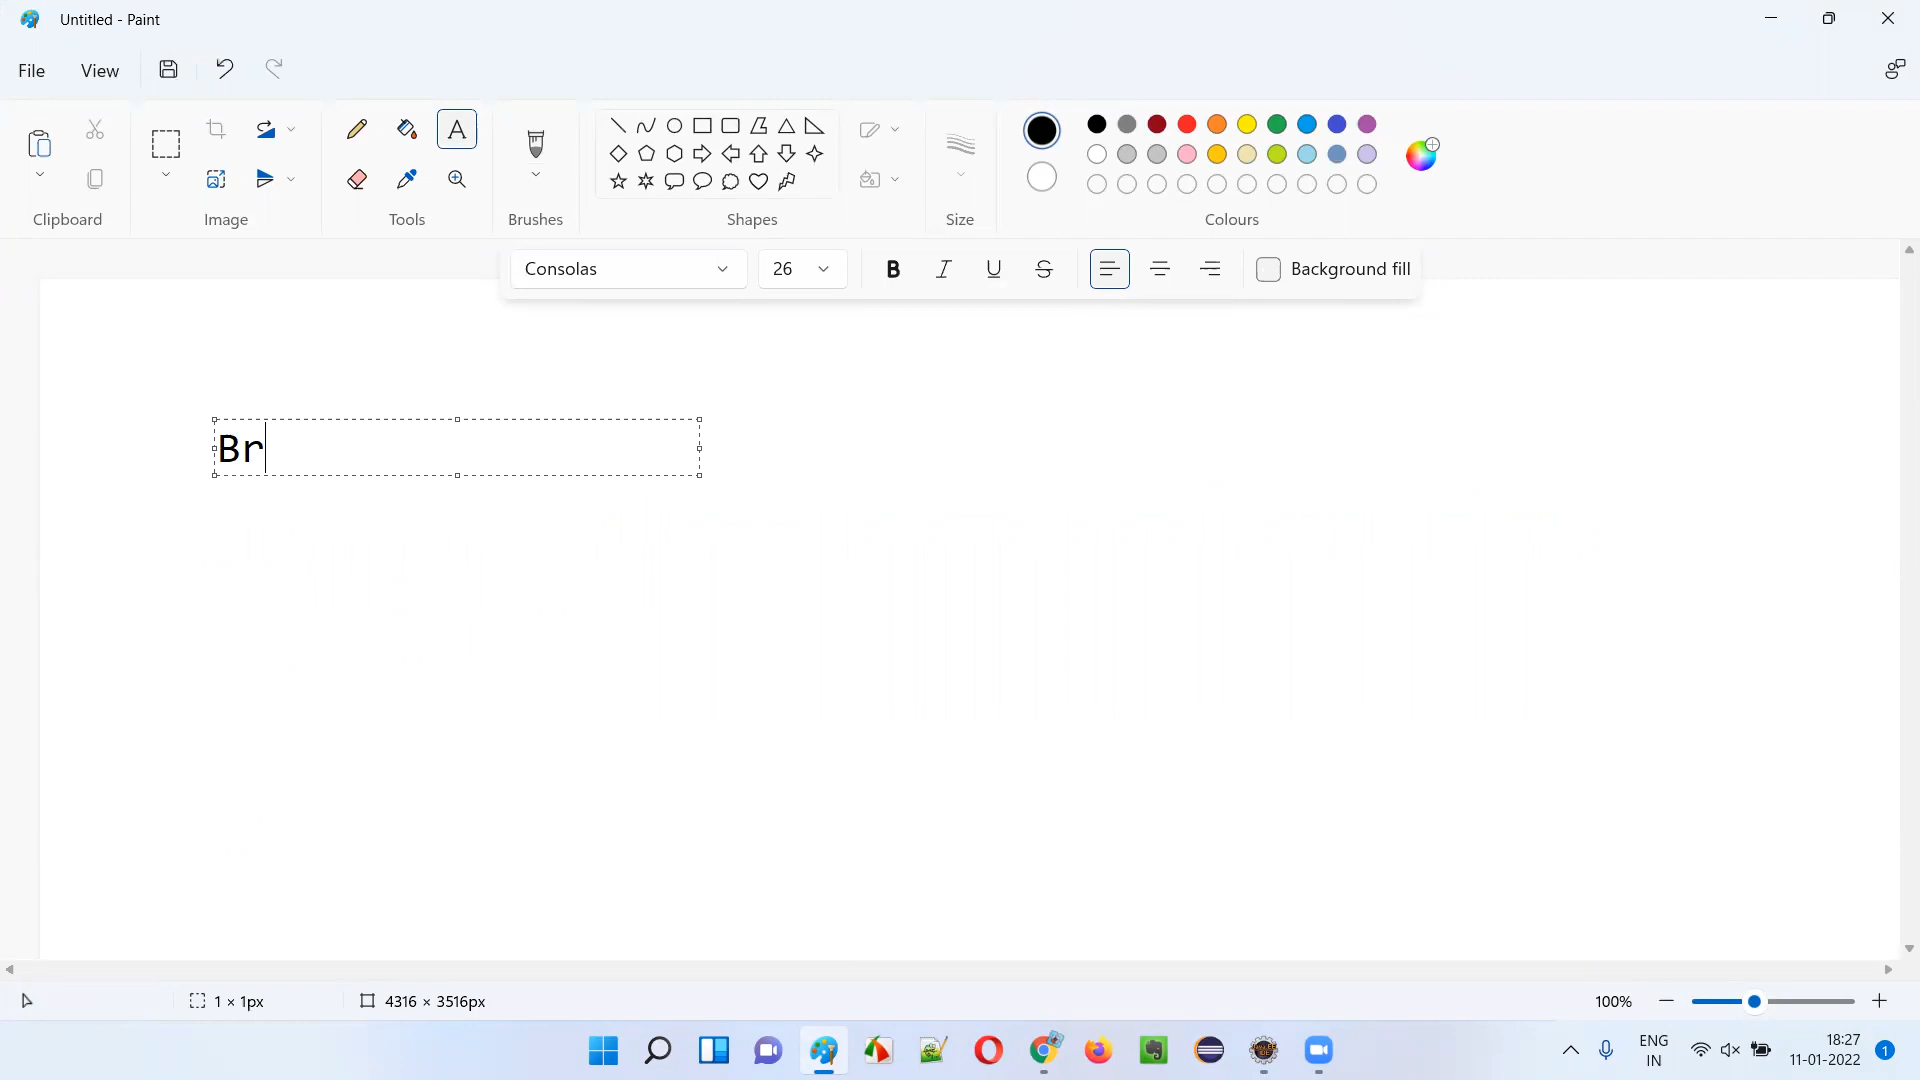 Untitled - Paint
File View
Clipboard Image Tools Brushes Shapes Size Colours
Consolas 26 B I U S Background fill
Br
1 × 1px 4316 × 3516px 100%
ENG 18:27
IN 11-01-2022 1